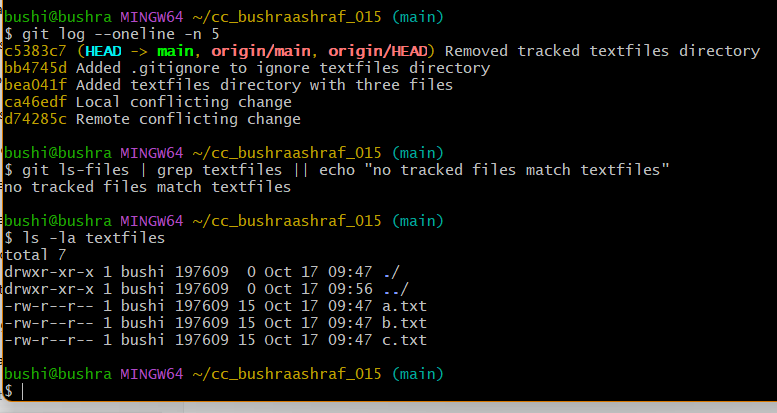 bushi@bushra MINGW64 ~/cc_bushraashraf_015 (main)
$ git log --oneline -n 5
c5383c7 (HEAD -> main, origin/main, origin/HEAD) Removed tracked textfiles directory
bb4745d Added .gitignore to ignore textfiles directory
bea041f Added textfiles directory with three files
ca46edf Local conflicting change
d74285c Remote conflicting change
bushi@bushra MINGW64 ~/cc_bushraashraf_015 (main)
$ git ls-files | grep textfiles || echo "no tracked files match textfiles"
no tracked files match textfiles
bushi@bushra MINGW64 ~/cc_bushraashraf_015 (main)
$ ls -la textfiles
total 7
drwxr-xr-x 1 bushi 197609  0 Oct 17 09:47 ./
drwxr-xr-x 1 bushi 197609  0 Oct 17 09:56 ../
-rw-r--r-- 1 bushi 197609 15 Oct 17 09:47 a.txt
-rw-r--r-- 1 bushi 197609 15 Oct 17 09:47 b.txt
-rw-r--r-- 1 bushi 197609 15 Oct 17 09:47 c.txt
bushi@bushra MINGW64 ~/cc_bushraashraf_015 (main)
$